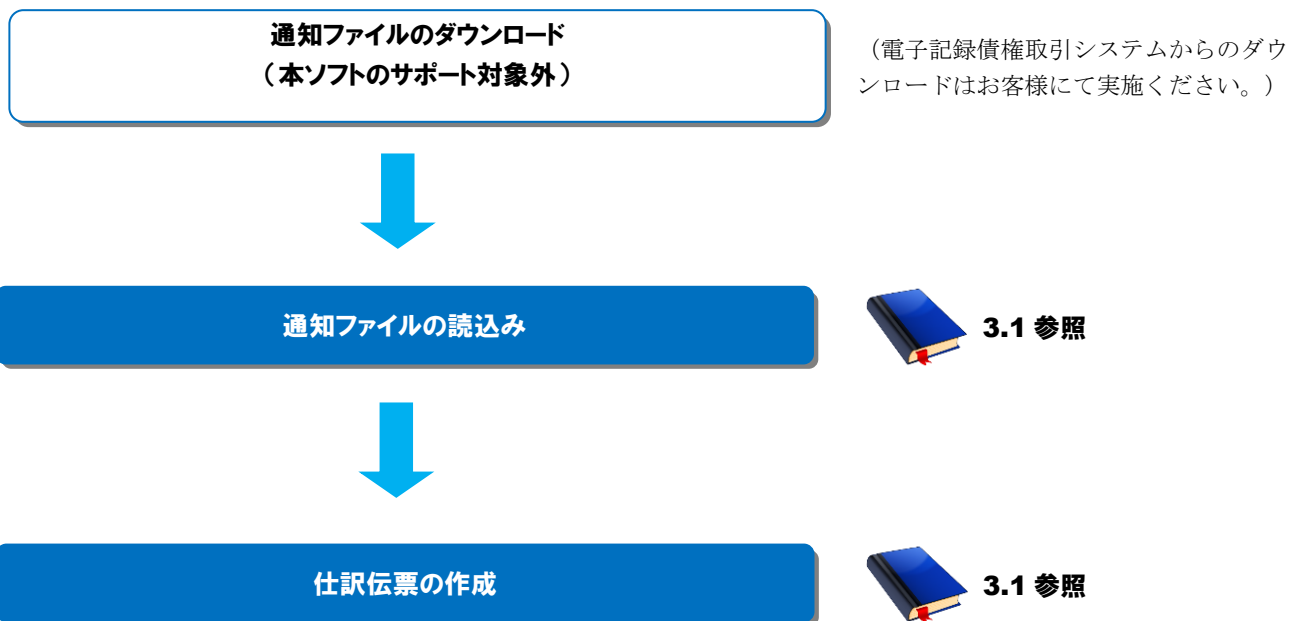 通知ファイルのダウンロード
（本ソフトのサポート対象外）
（電子記録債権取引システムからのダウ
ンロードはお客様にて実施ください。）
通知ファイルの読込み
3.1 参照
仕訳伝票の作成
3.1 参照